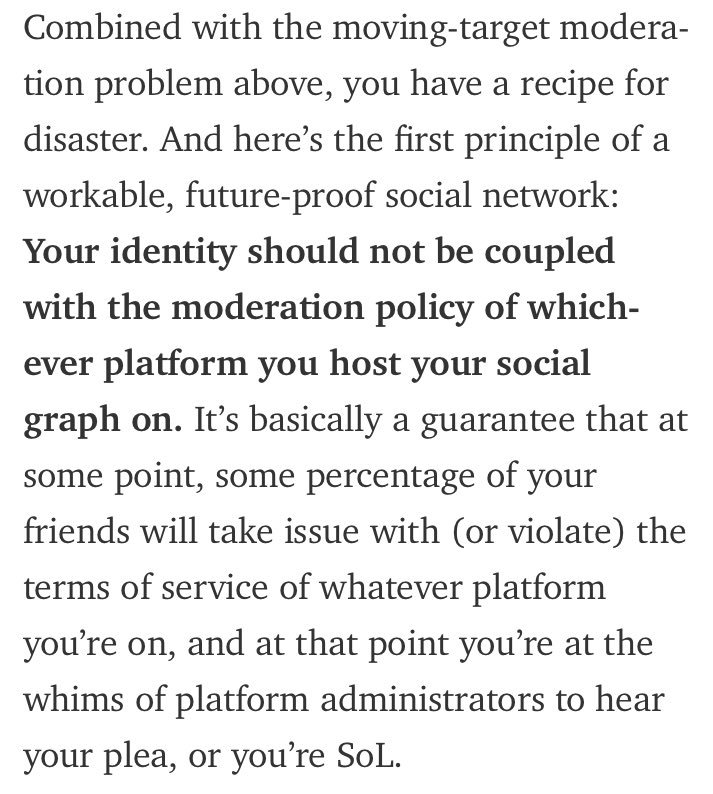 Combined with the moving-target modera-
tion problem above, you have a recipe for
disaster. And here’s the first principle of a
workable, future-proof social network:
Your identity should not be coupled
with the moderation policy of which-
ever platform you host your social
graph on. It’s basically a guarantee that at
some point, some percentage of your
friends will take issue with (or violate) the
terms of service of whatever platform
you’re on, and at that point you’re at the
whims of platform administrators to hear
your plea, or you’re SoL.